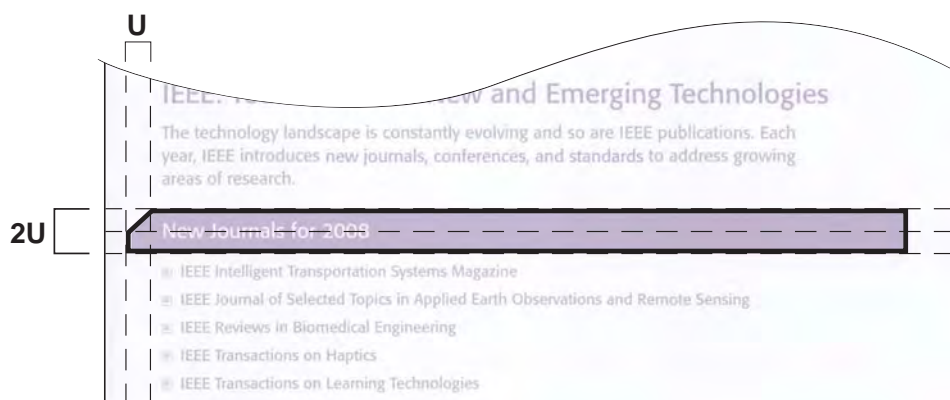 U
IEEE: and Emerging Technologies
The technology landscape is constantly evolving and so are IEEE publications. Each
year, IEEE introduces new journals, conferences, and standards to address growing
areas of research.
2U
New Journals for 2008
IEEE Intelligent Transportation Systems Magazine
IEEE Journal of Selected Topics in Applied Earth Observations and Remote Sensing
IEEE Reviews in Biomedical Engineering
IEEE Transactions on Haptics
IEEE Transactions on Learning Technologies